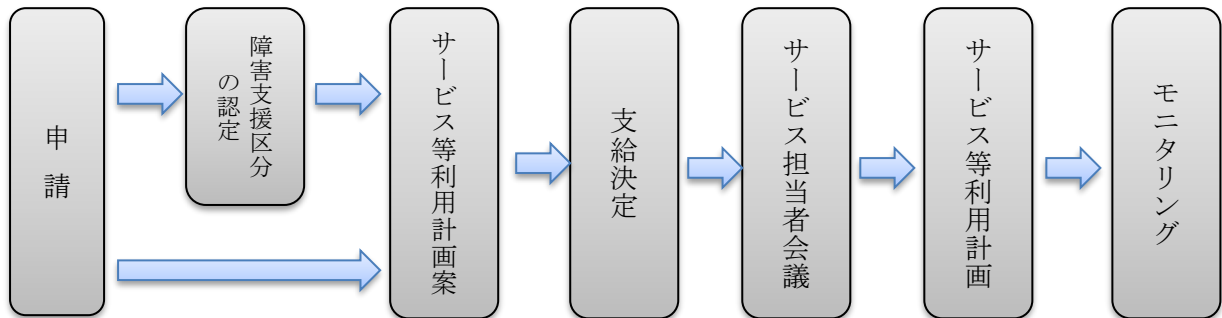 申請
障害支援区分
の認定
サービス等利用計画案
支給決定
サービス担当者会議
サービス等利用計画
モニタリング